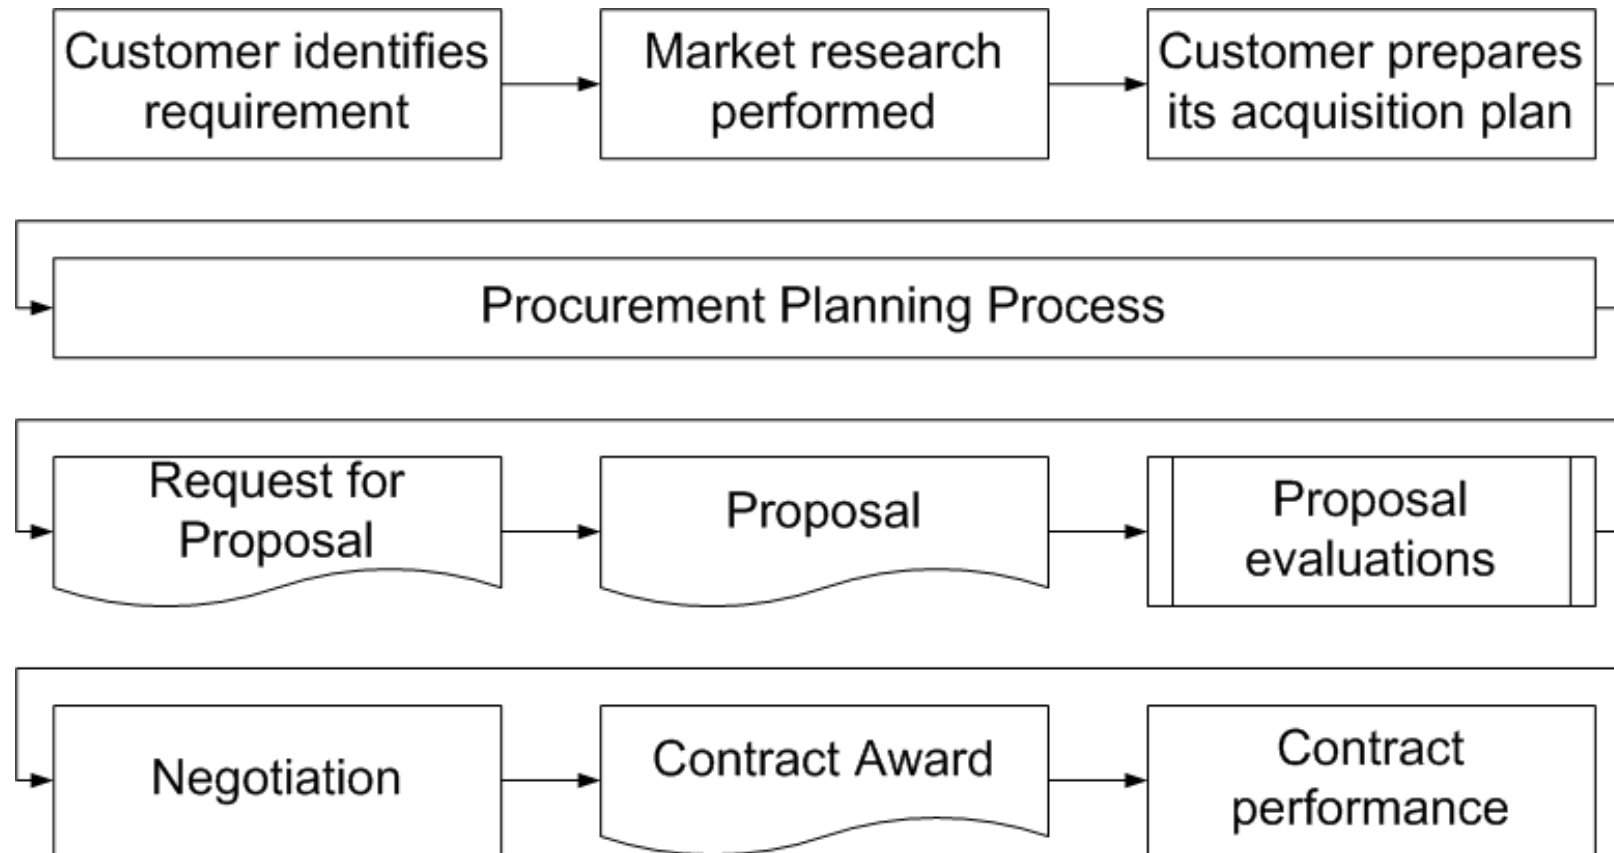 Customer identifies
requirement
Market research
performed
Customer prepares
its acquisition plan
Procurement Planning Process
Request for
Proposal
Proposal
Proposal
evaluations
Negotiation
Contract Award
Contract
performance